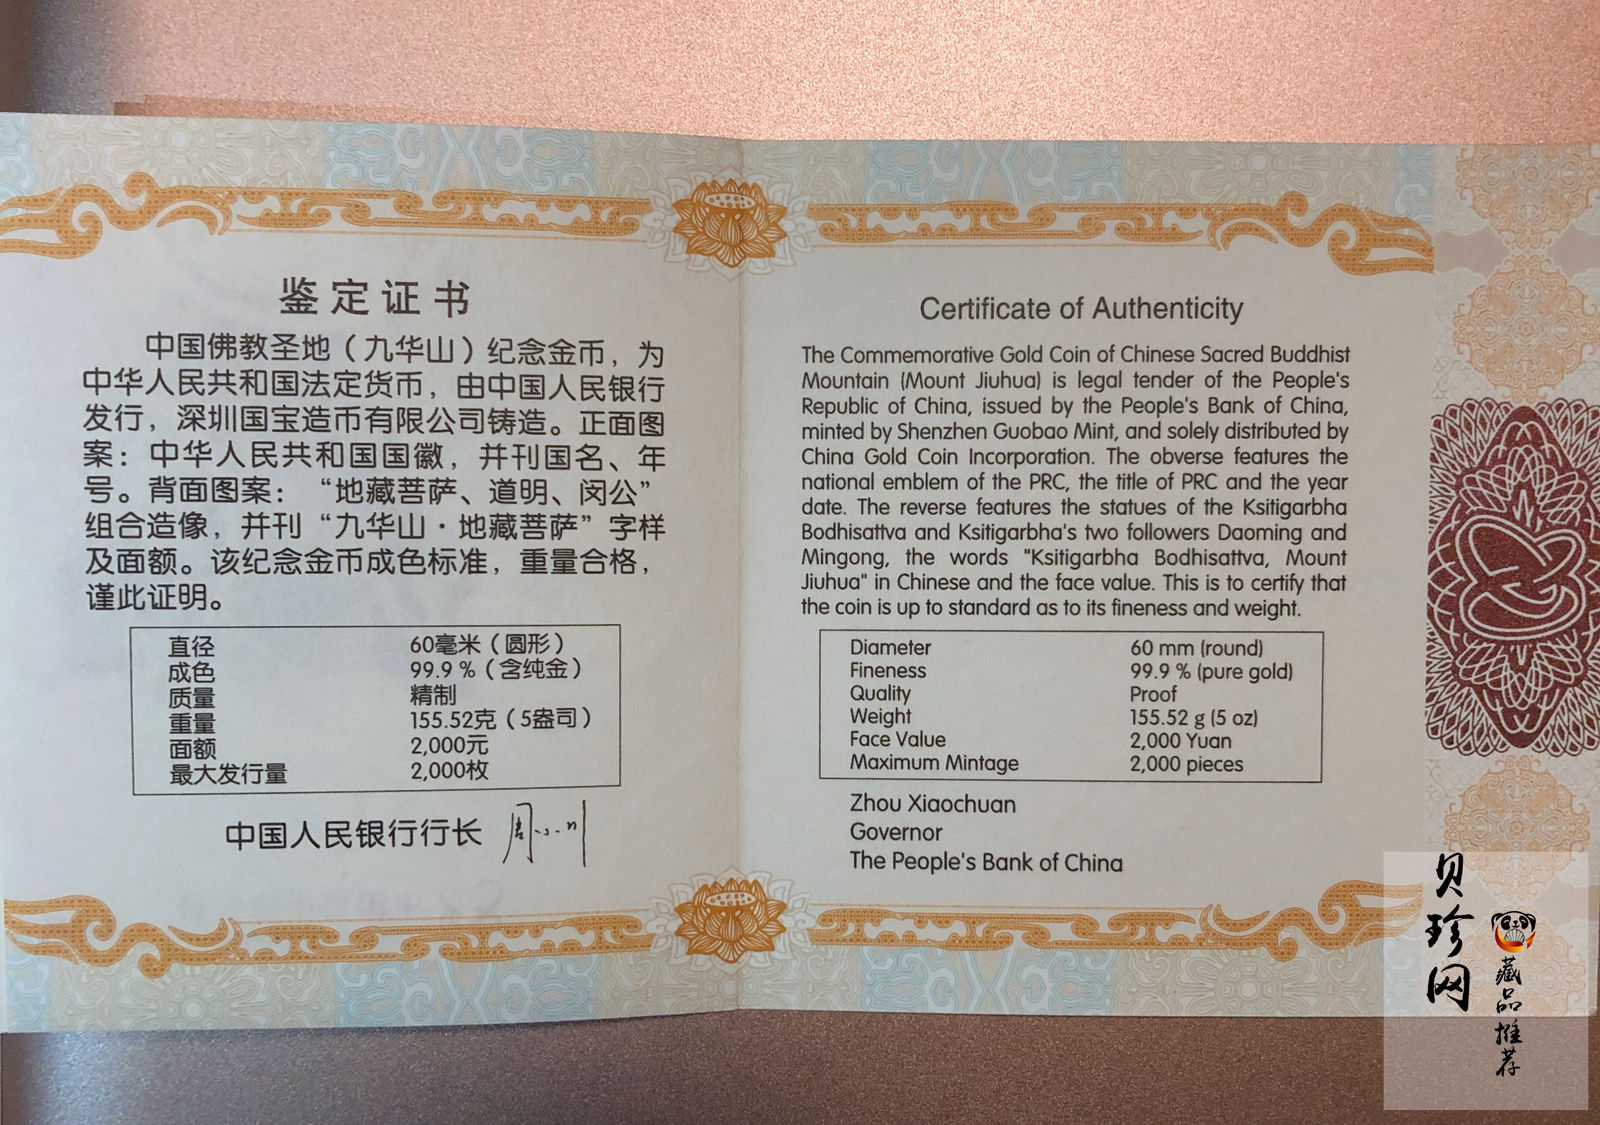 鉴定证书
中国佛教圣地（九华山）纪念金币，为
中华人民共和国法定货币，由中国人民银行
发行，深圳国宝造币有限公司铸造。正面图
案：中华人民共和国国徽，并刊国名、年
号。背面图案：“地藏菩萨、道明、闵公”
组合造像，并刊“九华山·地藏菩萨”字样
及面额。该纪念金币成色标准，重量合格，
谨此证明。
直径 60毫米（圆形）
成色 99.9％（含纯金）
质量 精制
重量 155.52克（5盎司）
面额 2,000元
最大发行量 2,000枚
中国人民银行行长 周小川
Certificate of Authenticity
The Commemorative Gold Coin of Chinese Sacred Buddhist
Mountain (Mount Jiuhua) is legal tender of the People's
Republic of China, issued by the People's Bank of China,
minted by Shenzhen Guobao Mint, and solely distributed by
China Gold Coin Incorporation. The obverse features the
national emblem of the PRC, the title of PRC and the year
date. The reverse features the statues of the Ksitigarbha
Bodhisattva and Ksitigarbha's two followers Daoming and
Mingong, the words "Ksitigarbha Bodhisattva, Mount
Jiuhua" in Chinese and the face value. This is to certify that
the coin is up to standard as to its fineness and weight.
Diameter 60 mm (round)
Fineness 99.9 % (pure gold)
Quality Proof
Weight 155.52 g (5 oz)
Face Value 2,000 Yuan
Maximum Mintage 2,000 pieces
Zhou Xiaochuan
Governor
The People's Bank of China
贝珍网
藏品推荐